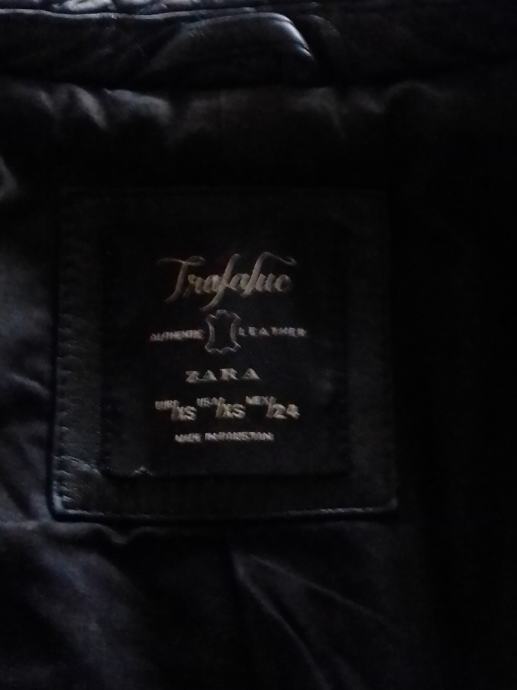 Trafaluc
AUTHENTIC LEATHER
ZARA
EUR/XS USA/XS MEX/24
MADE IN PAKISTAN